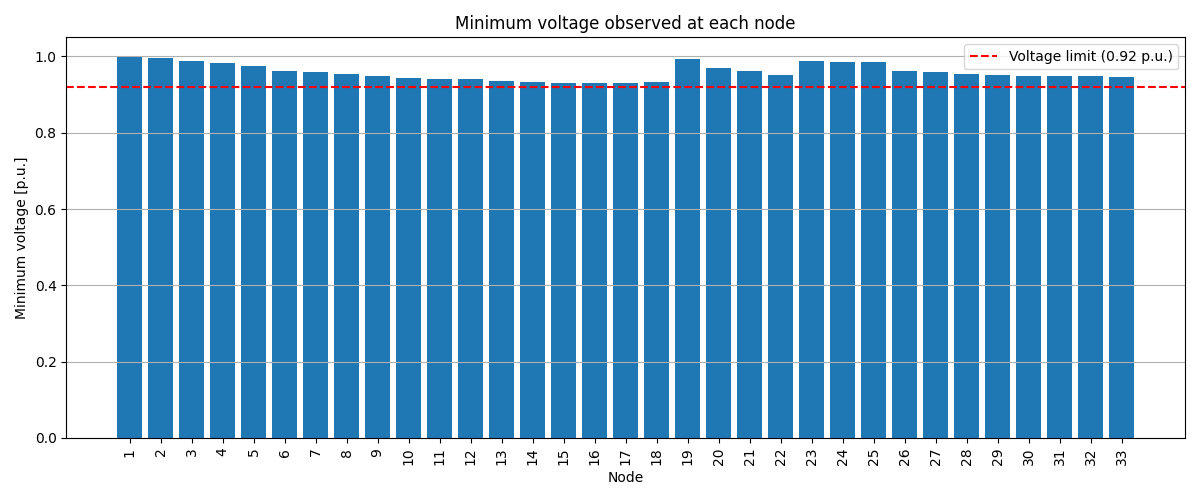 Minimum voltage observed at each node
Voltage limit (0.92 p.u.)
Minimum voltage [p.u.]
1.0
0.8
0.6
0.4
0.2
0.0
1 2 3 4 5 6 7 8 9 10 11 12 13 14 15 16 17 18 19 20 21 22 23 24 25 26 27 28 29 30 31 32 33
Node